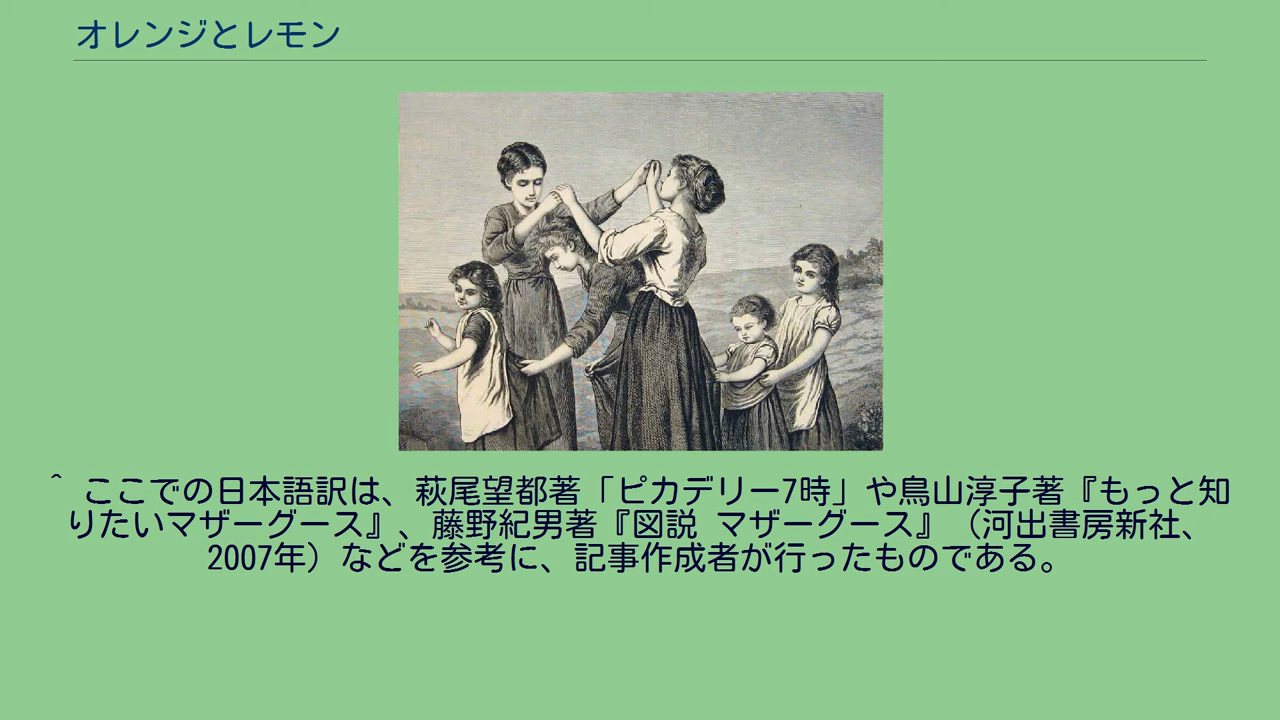 オレンジとレモン
^ ここでの日本語訳は、萩尾望都著「ピカデリー7時」や鳥山淳子著『もっと知
りたいマザーグース』、藤野紀男著『図説 マザーグース』（河出書房新社、
2007年）などを参考に、記事作成者が行ったものである。